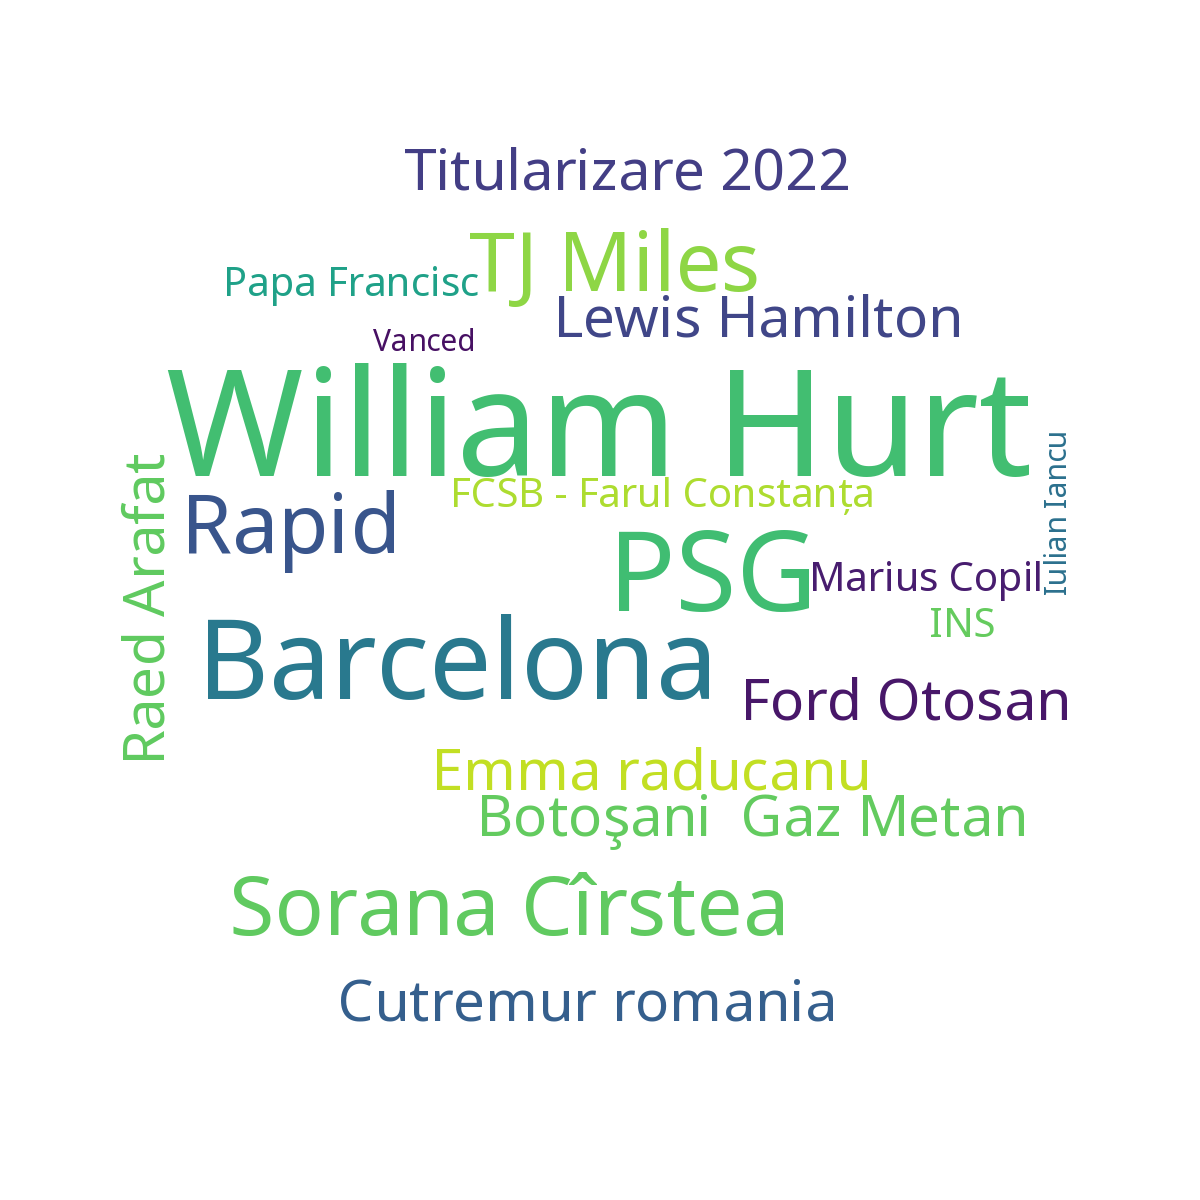 Titularizare 2022
TJ Miles
Papa Francisc
Lewis Hamilton
Vanced
William Hurt
Iulian Iancu
Raed Arafat
FCSB - Farul Constanța
Rapid
PSG
Marius Copil
INS
Barcelona
Ford Otosan
Emma raducanu
Botoşani  Gaz Metan
Sorana Cîrstea
Cutremur romania